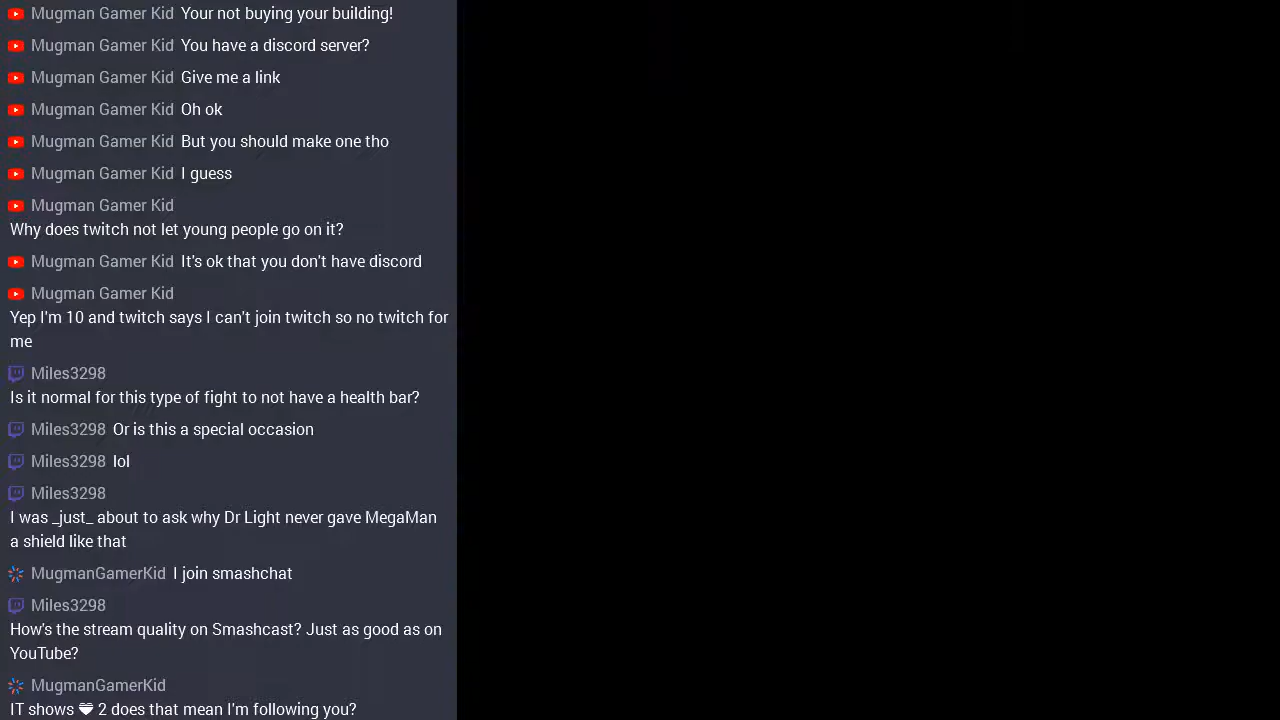 Mugman Gamer Kid Your not buying your building!
Mugman Gamer Kid You have a discord server?
Mugman Gamer Kid Give me a link
Mugman Gamer Kid Oh ok
Mugman Gamer Kid But you should make one tho
Mugman Gamer Kid I guess
Mugman Gamer Kid
Why does twitch not let young people go on it?
Mugman Gamer Kid It's ok that you don't have discord
Mugman Gamer Kid
Yep I'm 10 and twitch says I can't join twitch so no twitch for
me
Miles3298
Is it normal for this type of fight to not have a health bar?
Miles3298 Or is this a special occasion
Miles3298 lol
Miles3298
I was _just_ about to ask why Dr Light never gave MegaMan
a shield like that
MugmanGamerKid I join smashchat
Miles3298
How's the stream quality on Smashcast? Just as good as on
YouTube?
MugmanGamerKid
IT shows 2 does that mean I'm following you?